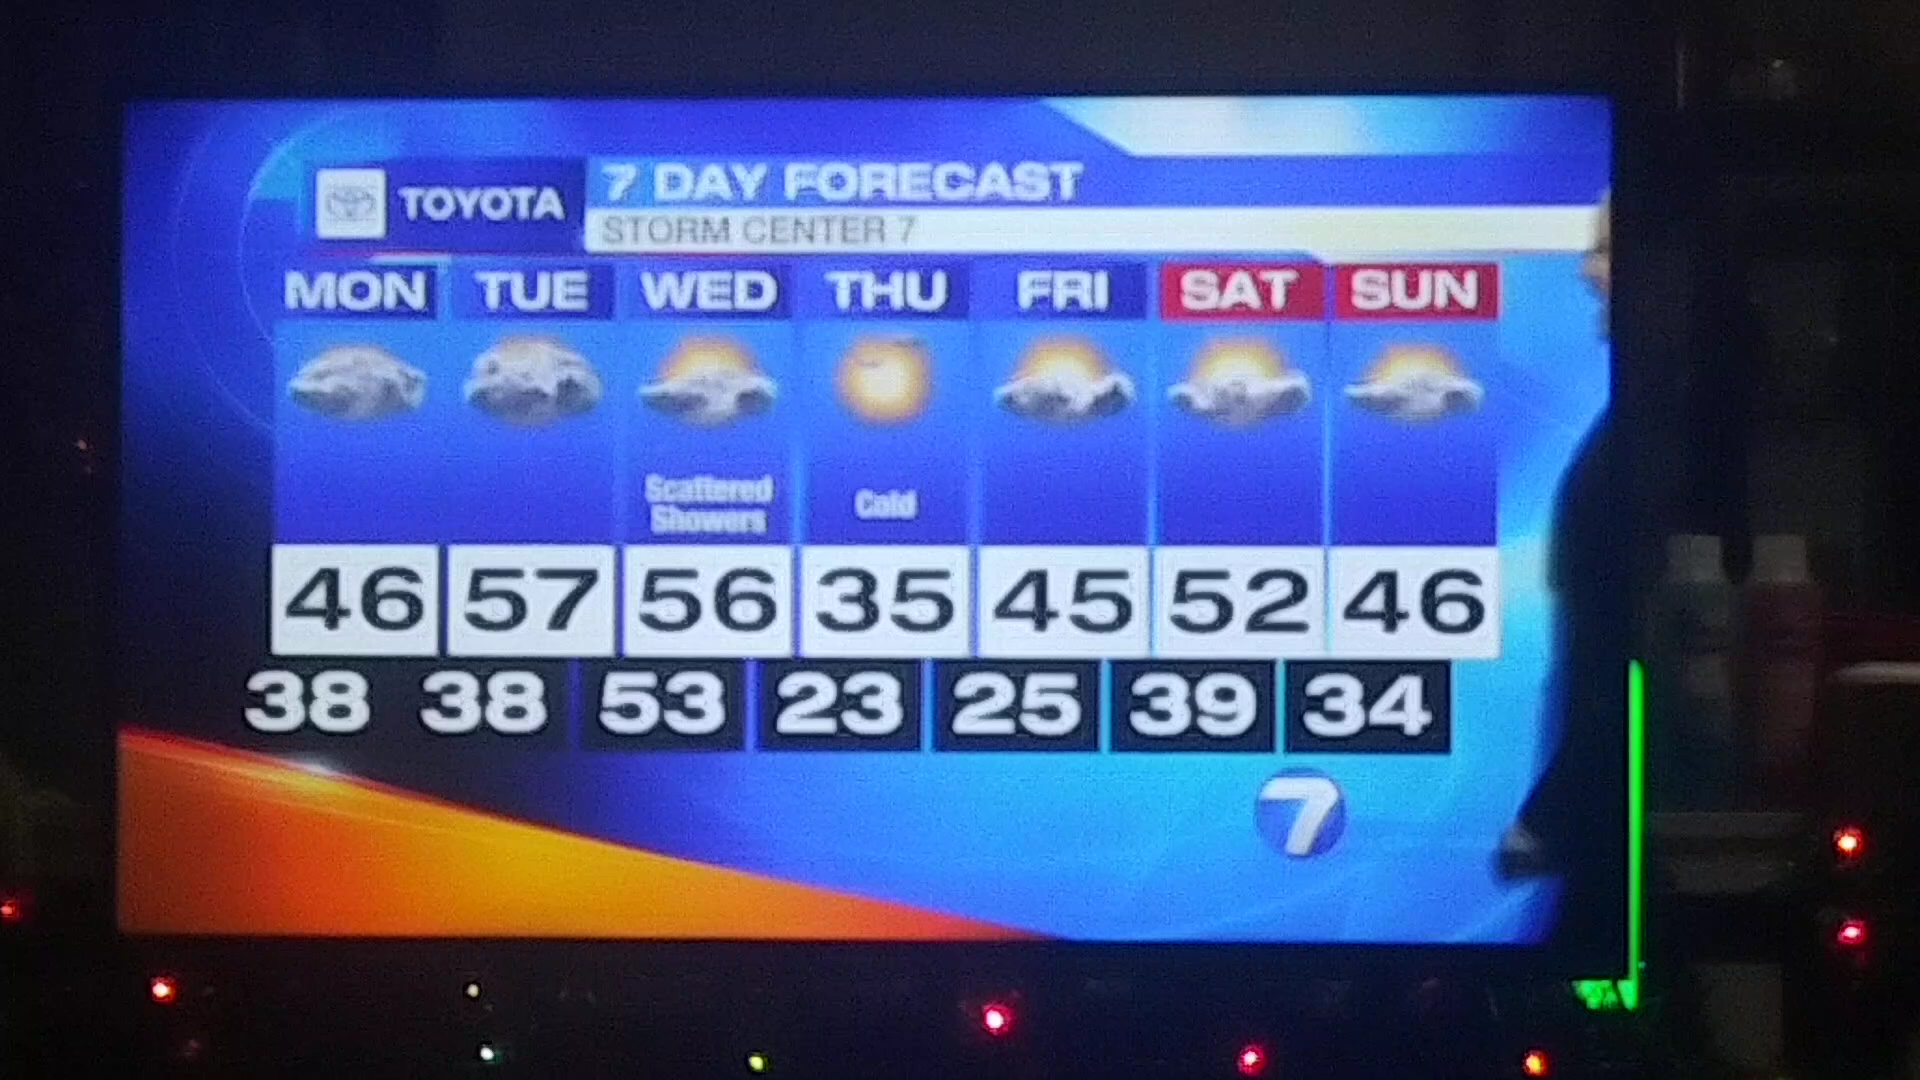 TOYOTA
7 DAY FORECAST
STORM CENTER 7
MON TUE WED THU FRI SAT SUN
Scattered
Showers
Cold
46 57 56 35 45 52 46
38 38 53 23 25 39 34
7